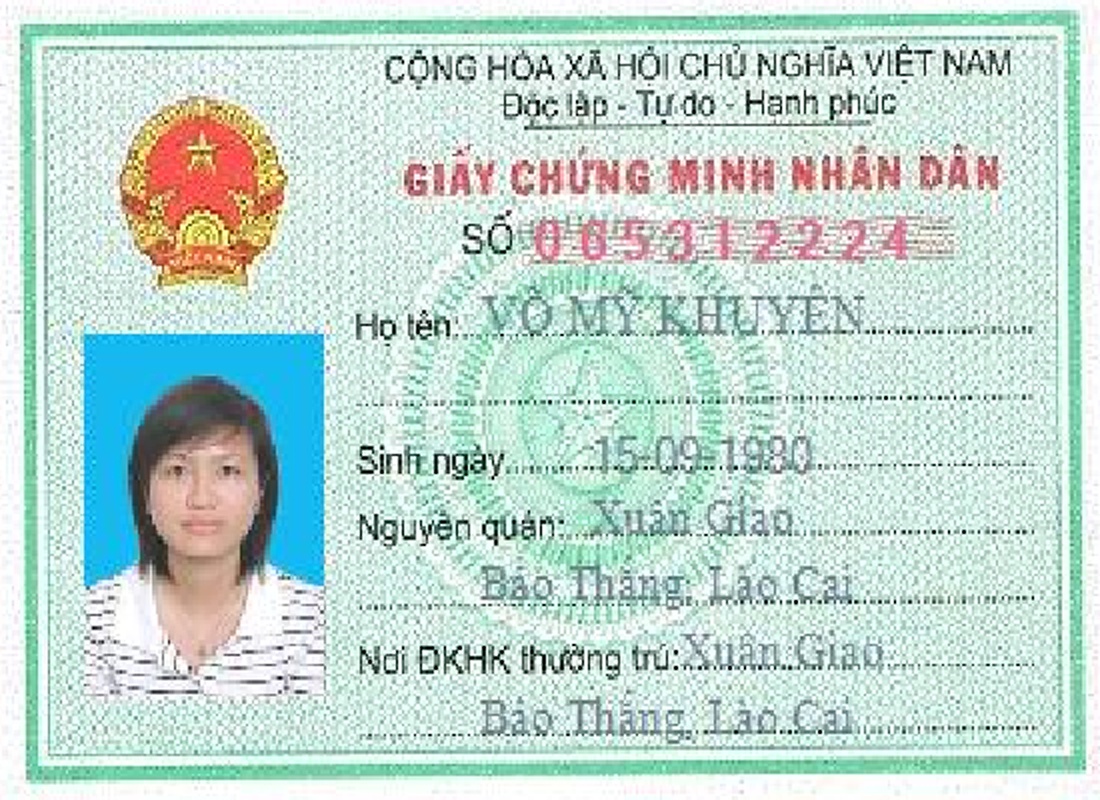 CỘNG HÒA XÃ HỘI CHỦ NGHĨA VIỆT NAM
Độc lập - Tự do - Hạnh phúc
GIẤY CHỨNG MINH NHÂN DÂN
SỐ 065312224
Họ tên: VÕ MỸ KHUYÊN
Sinh ngày 15-09-1980
Nguyên quán: Xuân Giao
Bảo Thắng, Lào Cai
Nơi ĐKHK thường trú: Xuân Giao
Bảo Thắng, Lào Cai